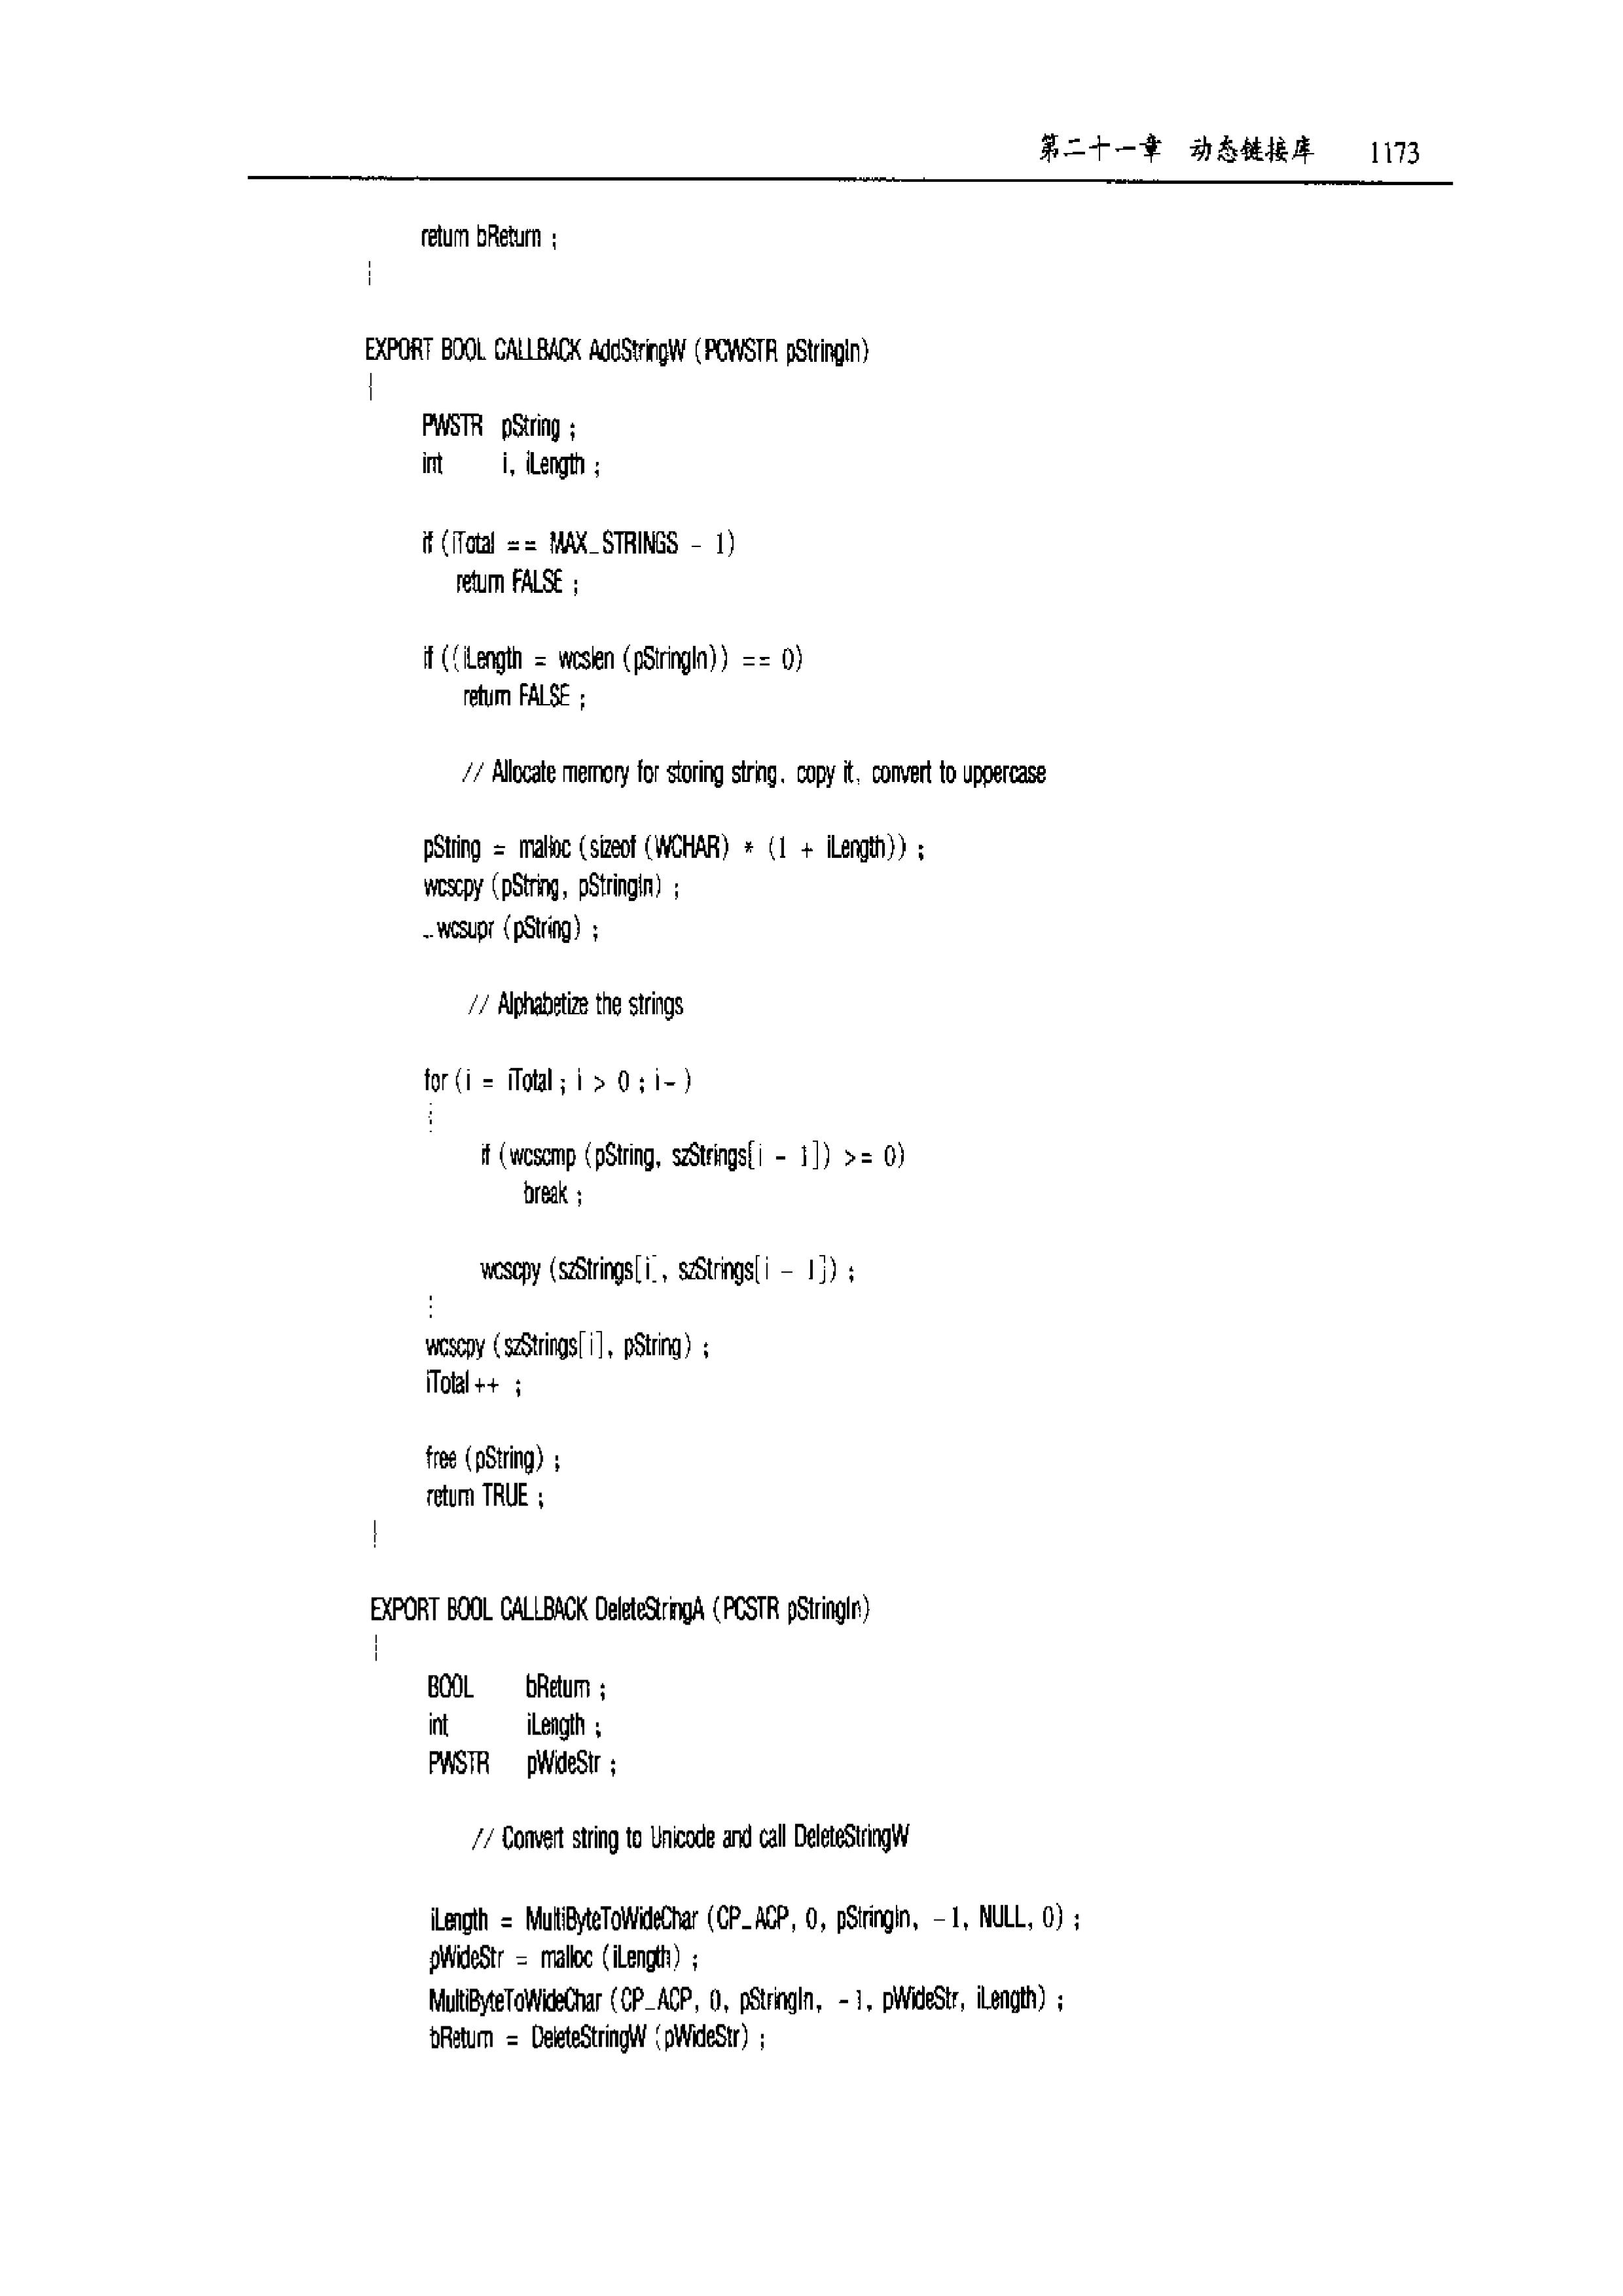 第二十一章 动态链接库 1173
return bReturn ;
}
EXPORT BOOL CALLBACK AddStringW (PCWSTR pStringIn)
{
PWSTR pString ;
int i, iLength ;
if (iTotal == MAX_STRINGS - 1)
return FALSE ;
if ((iLength = wcslen (pStringIn)) == 0)
return FALSE ;
// Allocate memory for storing string, copy it, convert to uppercase
pString = malloc (sizeof (WCHAR) * (1 + iLength)) ;
wcscpy (pString, pStringIn) ;
_wcsupr (pString) ;
// Alphabetize the strings
for (i = iTotal ; i > 0 ; i- )
{
if (wcscmp (pString, szStrings[i - 1]) >= 0)
break ;
wcscpy (szStrings[i], szStrings[i - 1]) ;
}
wcscpy (szStrings[i], pString) ;
iTotal++ ;
free (pString) ;
return TRUE ;
}
EXPORT BOOL CALLBACK DeleteStringA (PCSTR pStringIn)
{
BOOL bReturn ;
int iLength ;
PWSTR pWideStr ;
// Convert string to Unicode and call DeleteStringW
iLength = MultiByteToWideChar (CP_ACP, 0, pStringIn, -1, NULL, 0) ;
pWideStr = malloc (iLength) ;
MultiByteToWideChar (CP_ACP, 0, pStringIn, -1, pWideStr, iLength) ;
bReturn = DeleteStringW (pWideStr) ;